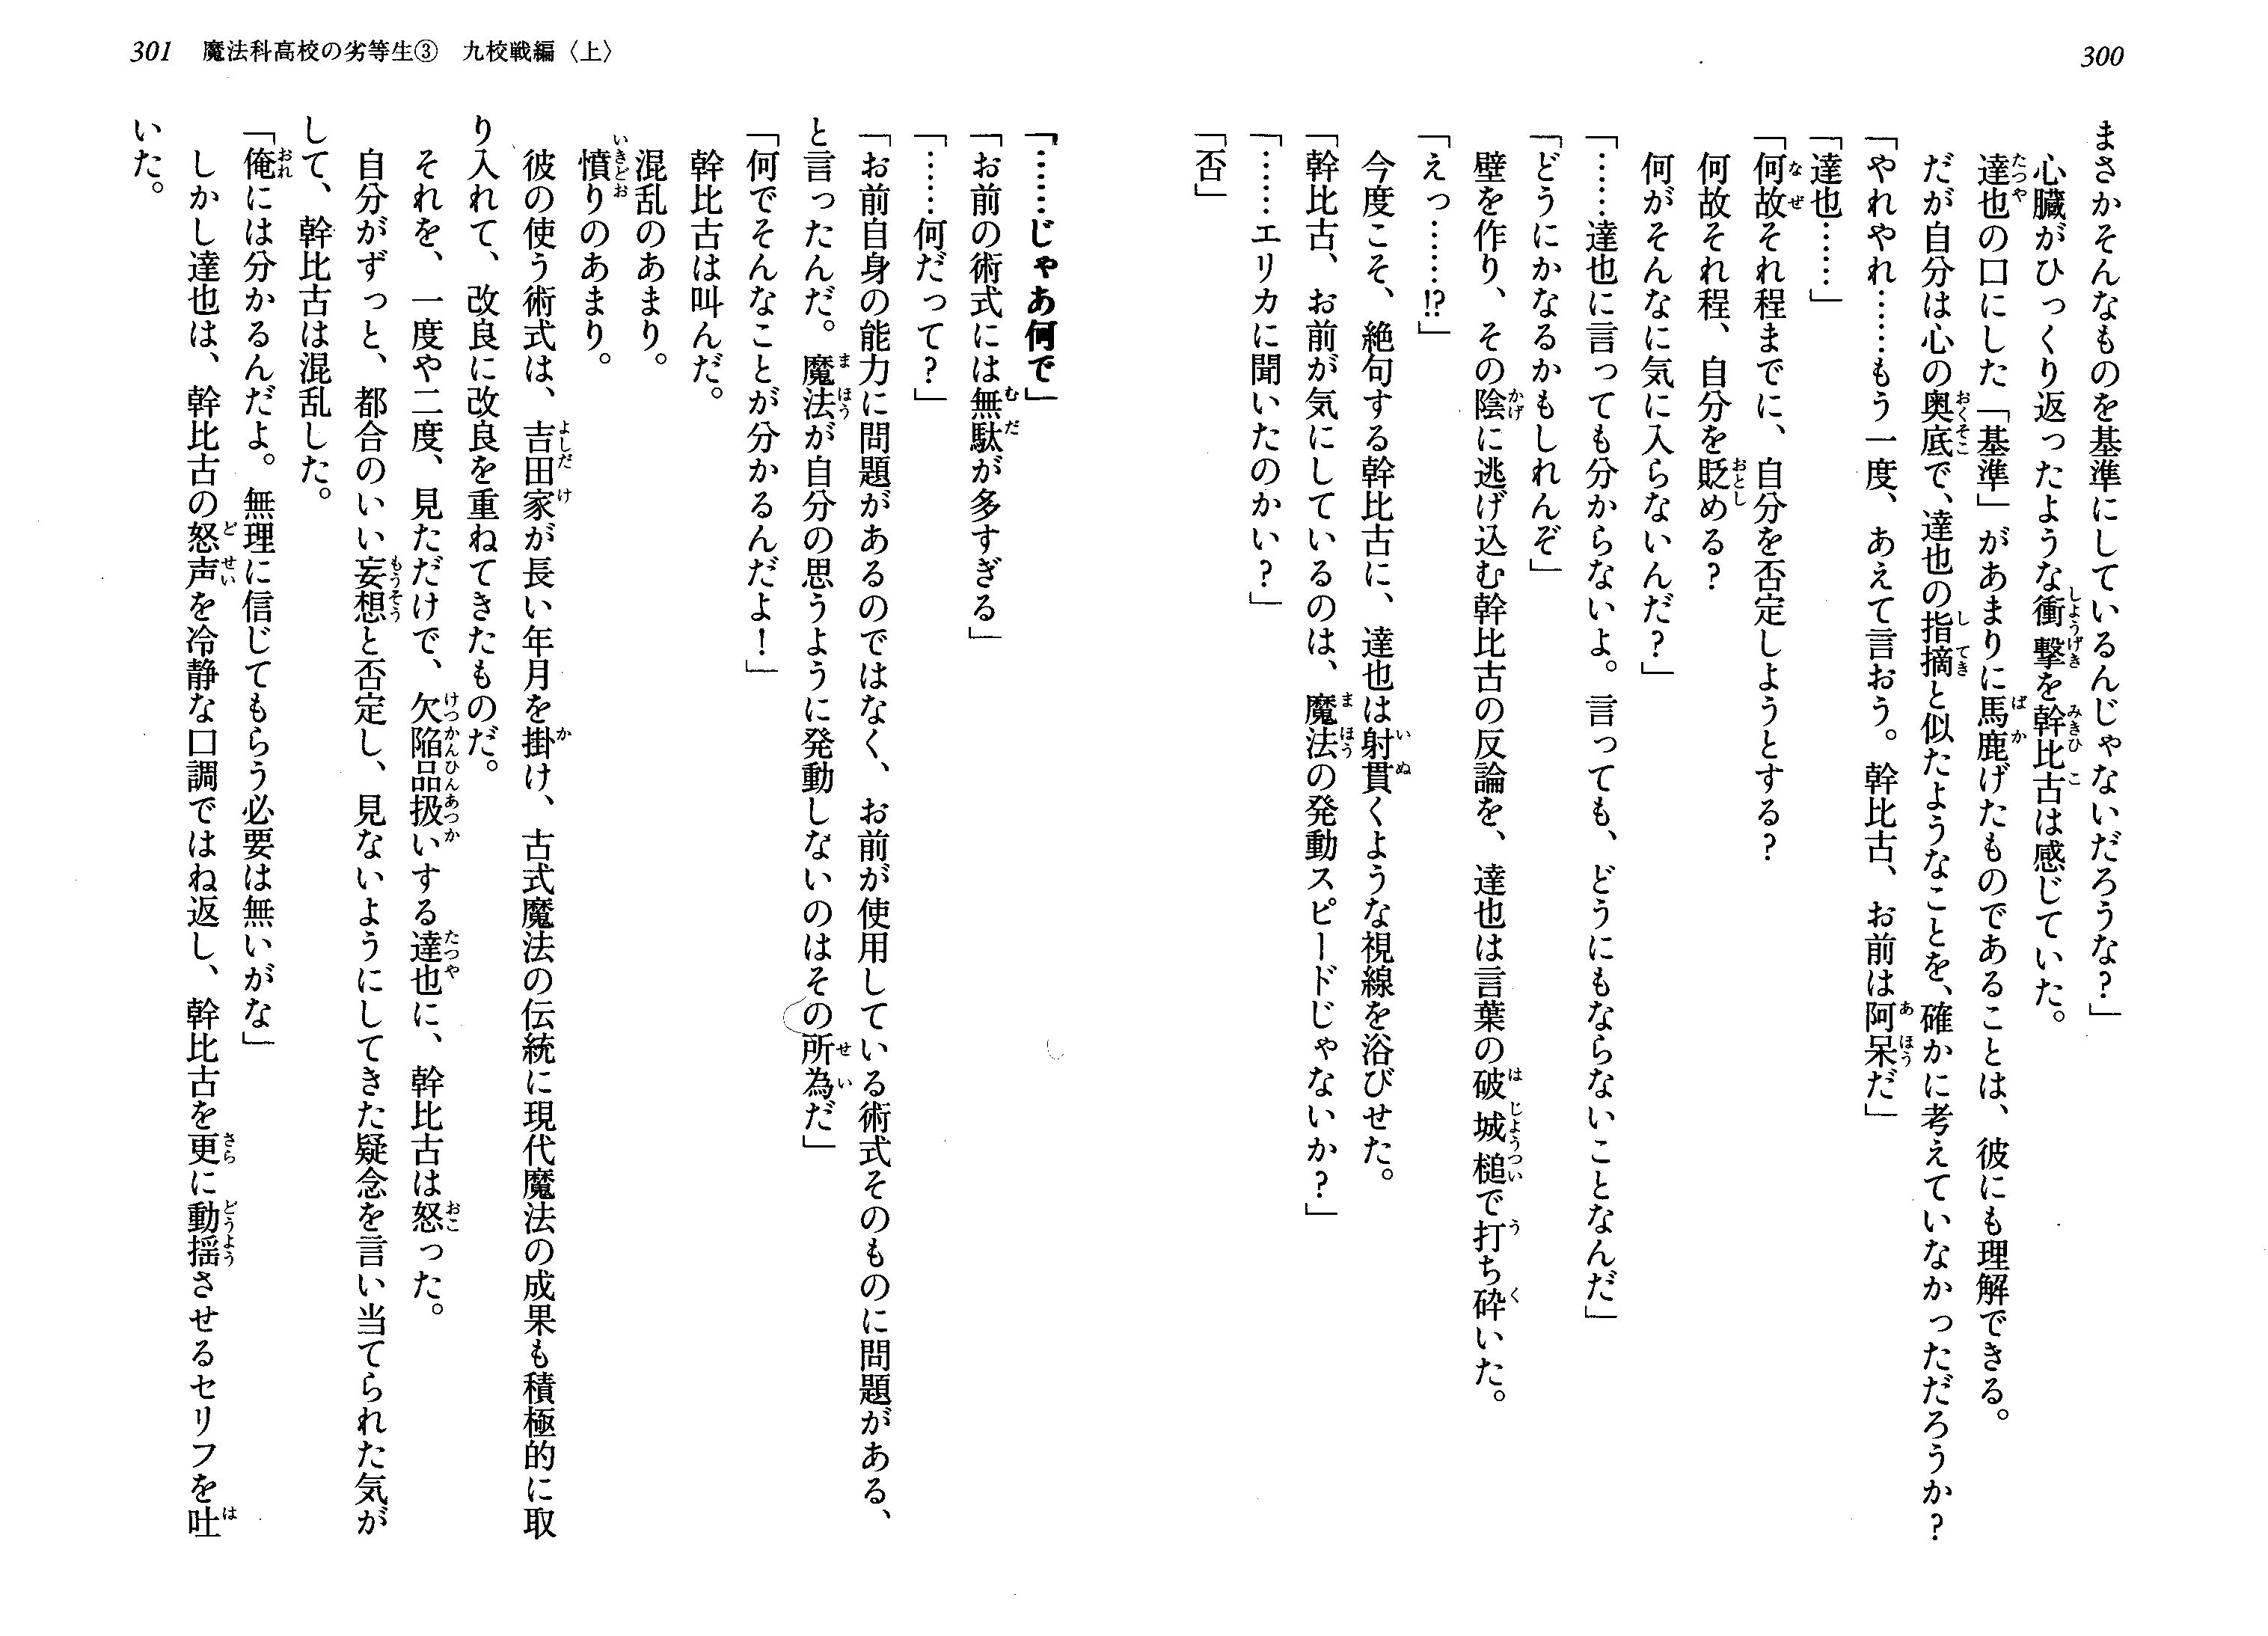 300
まさかそんなものを基準にしているんじゃないだろうな？」
心臓がひっくり返ったような衝撃を幹比古は感じていた。
達也の口にした「基準」があまりに馬鹿げたものであることは、彼にも理解できる。
だが自分は心の奥底で、達也の指摘と似たようなことを、確かに考えていなかっただろうか？
「やれやれ……もう一度、あえて言おう。幹比古、お前は阿呆だ」
「達也……」
「何故それ程までに、自分を否定しようとする？
何故それ程、自分を貶める？
何がそんなに気に入らないんだ？」
「……達也に言っても分からないよ。言っても、どうにもならないことなんだ」
「どうにかなるかもしれんぞ」
壁を作り、その陰に逃げ込む幹比古の反論を、達也は言葉の破城槌で打ち砕いた。
「えっ……!?」
今度こそ、絶句する幹比古に、達也は射貫くような視線を浴びせた。
「幹比古、お前が気にしているのは、魔法の発動スピードじゃないか？」
「……エリカに聞いたのかい？」
「否」
301　魔法科高校の劣等生③　九校戦編〈上〉
「……じゃあ何で」
「お前の術式には無駄が多すぎる」
「……何だって？」
「お前自身の能力に問題があるのではなく、お前が使用している術式そのものに問題がある、
と言ったんだ。魔法が自分の思うように発動しないのはその所為だ」
「何でそんなことが分かるんだよ！」
幹比古は叫んだ。
混乱のあまり。
憤りのあまり。
彼の使う術式は、吉田家が長い年月を掛け、古式魔法の伝統に現代魔法の成果も積極的に取
り入れて、改良に改良を重ねてきたものだ。
それを、一度や二度、見ただけで、欠陥品扱いする達也に、幹比古は怒った。
自分がずっと、都合のいい妄想と否定し、見ないようにしてきた疑念を言い当てられた気が
して、幹比古は混乱した。
「俺には分かるんだよ。無理に信じてもらう必要は無いがな」
しかし達也は、幹比古の怒声を冷静な口調ではね返し、幹比古を更に動揺させるセリフを吐
いた。